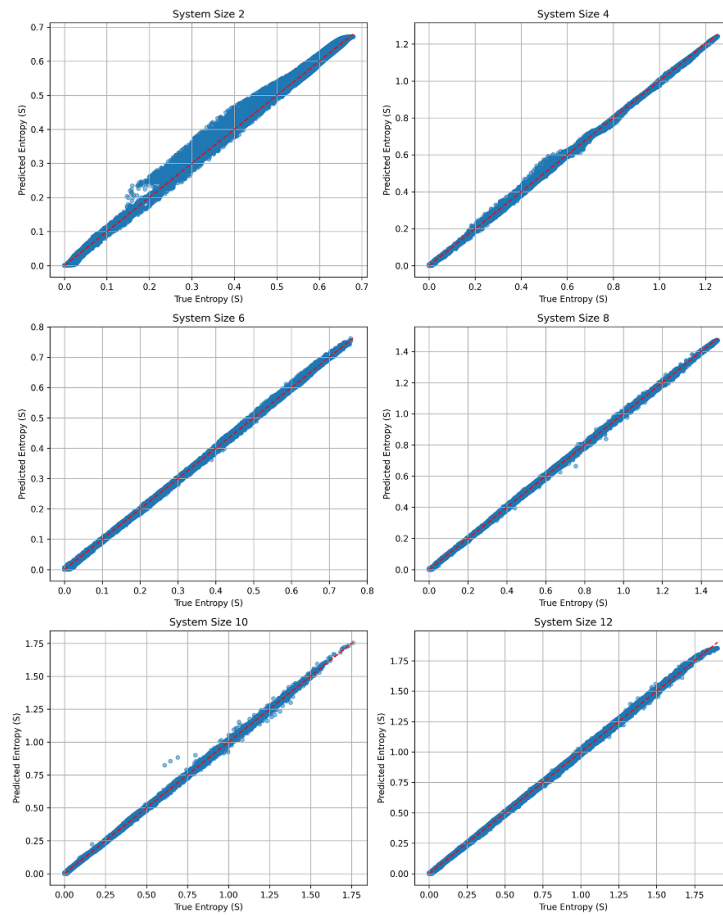 System Size 2
System Size 4
Predicted Entropy (S)
0.7
0.6
0.5
0.4
0.3
0.2
0.1
0.0
0.0 0.1 0.2 0.3 0.4 0.5 0.6 0.7
True Entropy (S)
Predicted Entropy (S)
1.2
1.0
0.8
0.6
0.4
0.2
0.0
0.0 0.2 0.4 0.6 0.8 1.0 1.2
True Entropy (S)
System Size 6
System Size 8
Predicted Entropy (S)
0.8
0.7
0.6
0.5
0.4
0.3
0.2
0.1
0.0
0.0 0.1 0.2 0.3 0.4 0.5 0.6 0.7 0.8
True Entropy (S)
Predicted Entropy (S)
1.4
1.2
1.0
0.8
0.6
0.4
0.2
0.0
0.0 0.2 0.4 0.6 0.8 1.0 1.2 1.4
True Entropy (S)
System Size 10
System Size 12
Predicted Entropy (S)
1.75
1.50
1.25
1.00
0.75
0.50
0.25
0.00
0.00 0.25 0.50 0.75 1.00 1.25 1.50 1.75
True Entropy (S)
Predicted Entropy (S)
1.75
1.50
1.25
1.00
0.75
0.50
0.25
0.00
0.00 0.25 0.50 0.75 1.00 1.25 1.50 1.75
True Entropy (S)